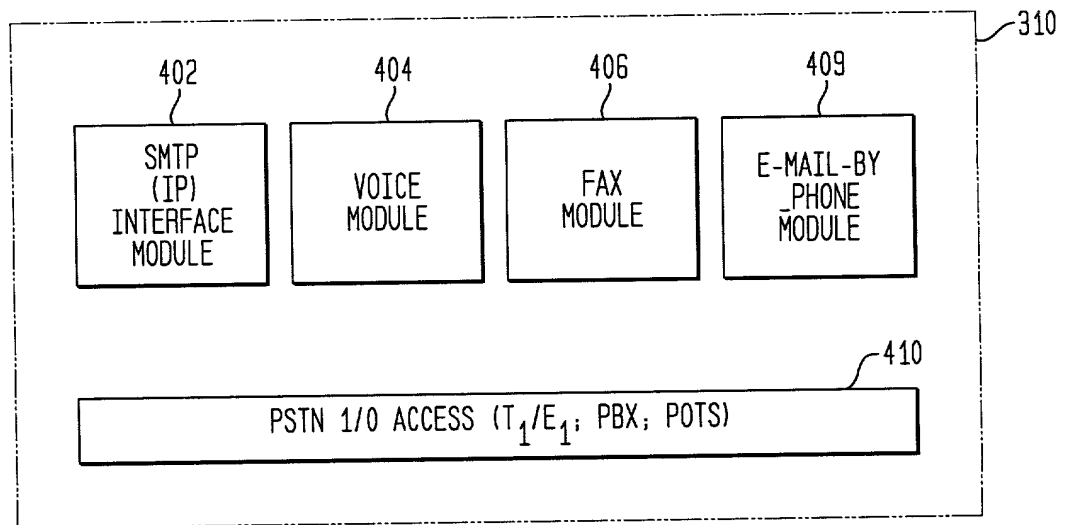 310
402
404
406
409
SMTP
(IP)
INTERFACE
MODULE
VOICE
MODULE
FAX
MODULE
E-MAIL-BY
_PHONE
MODULE
410
PSTN 1/0 ACCESS (T1/E1; PBX; POTS)